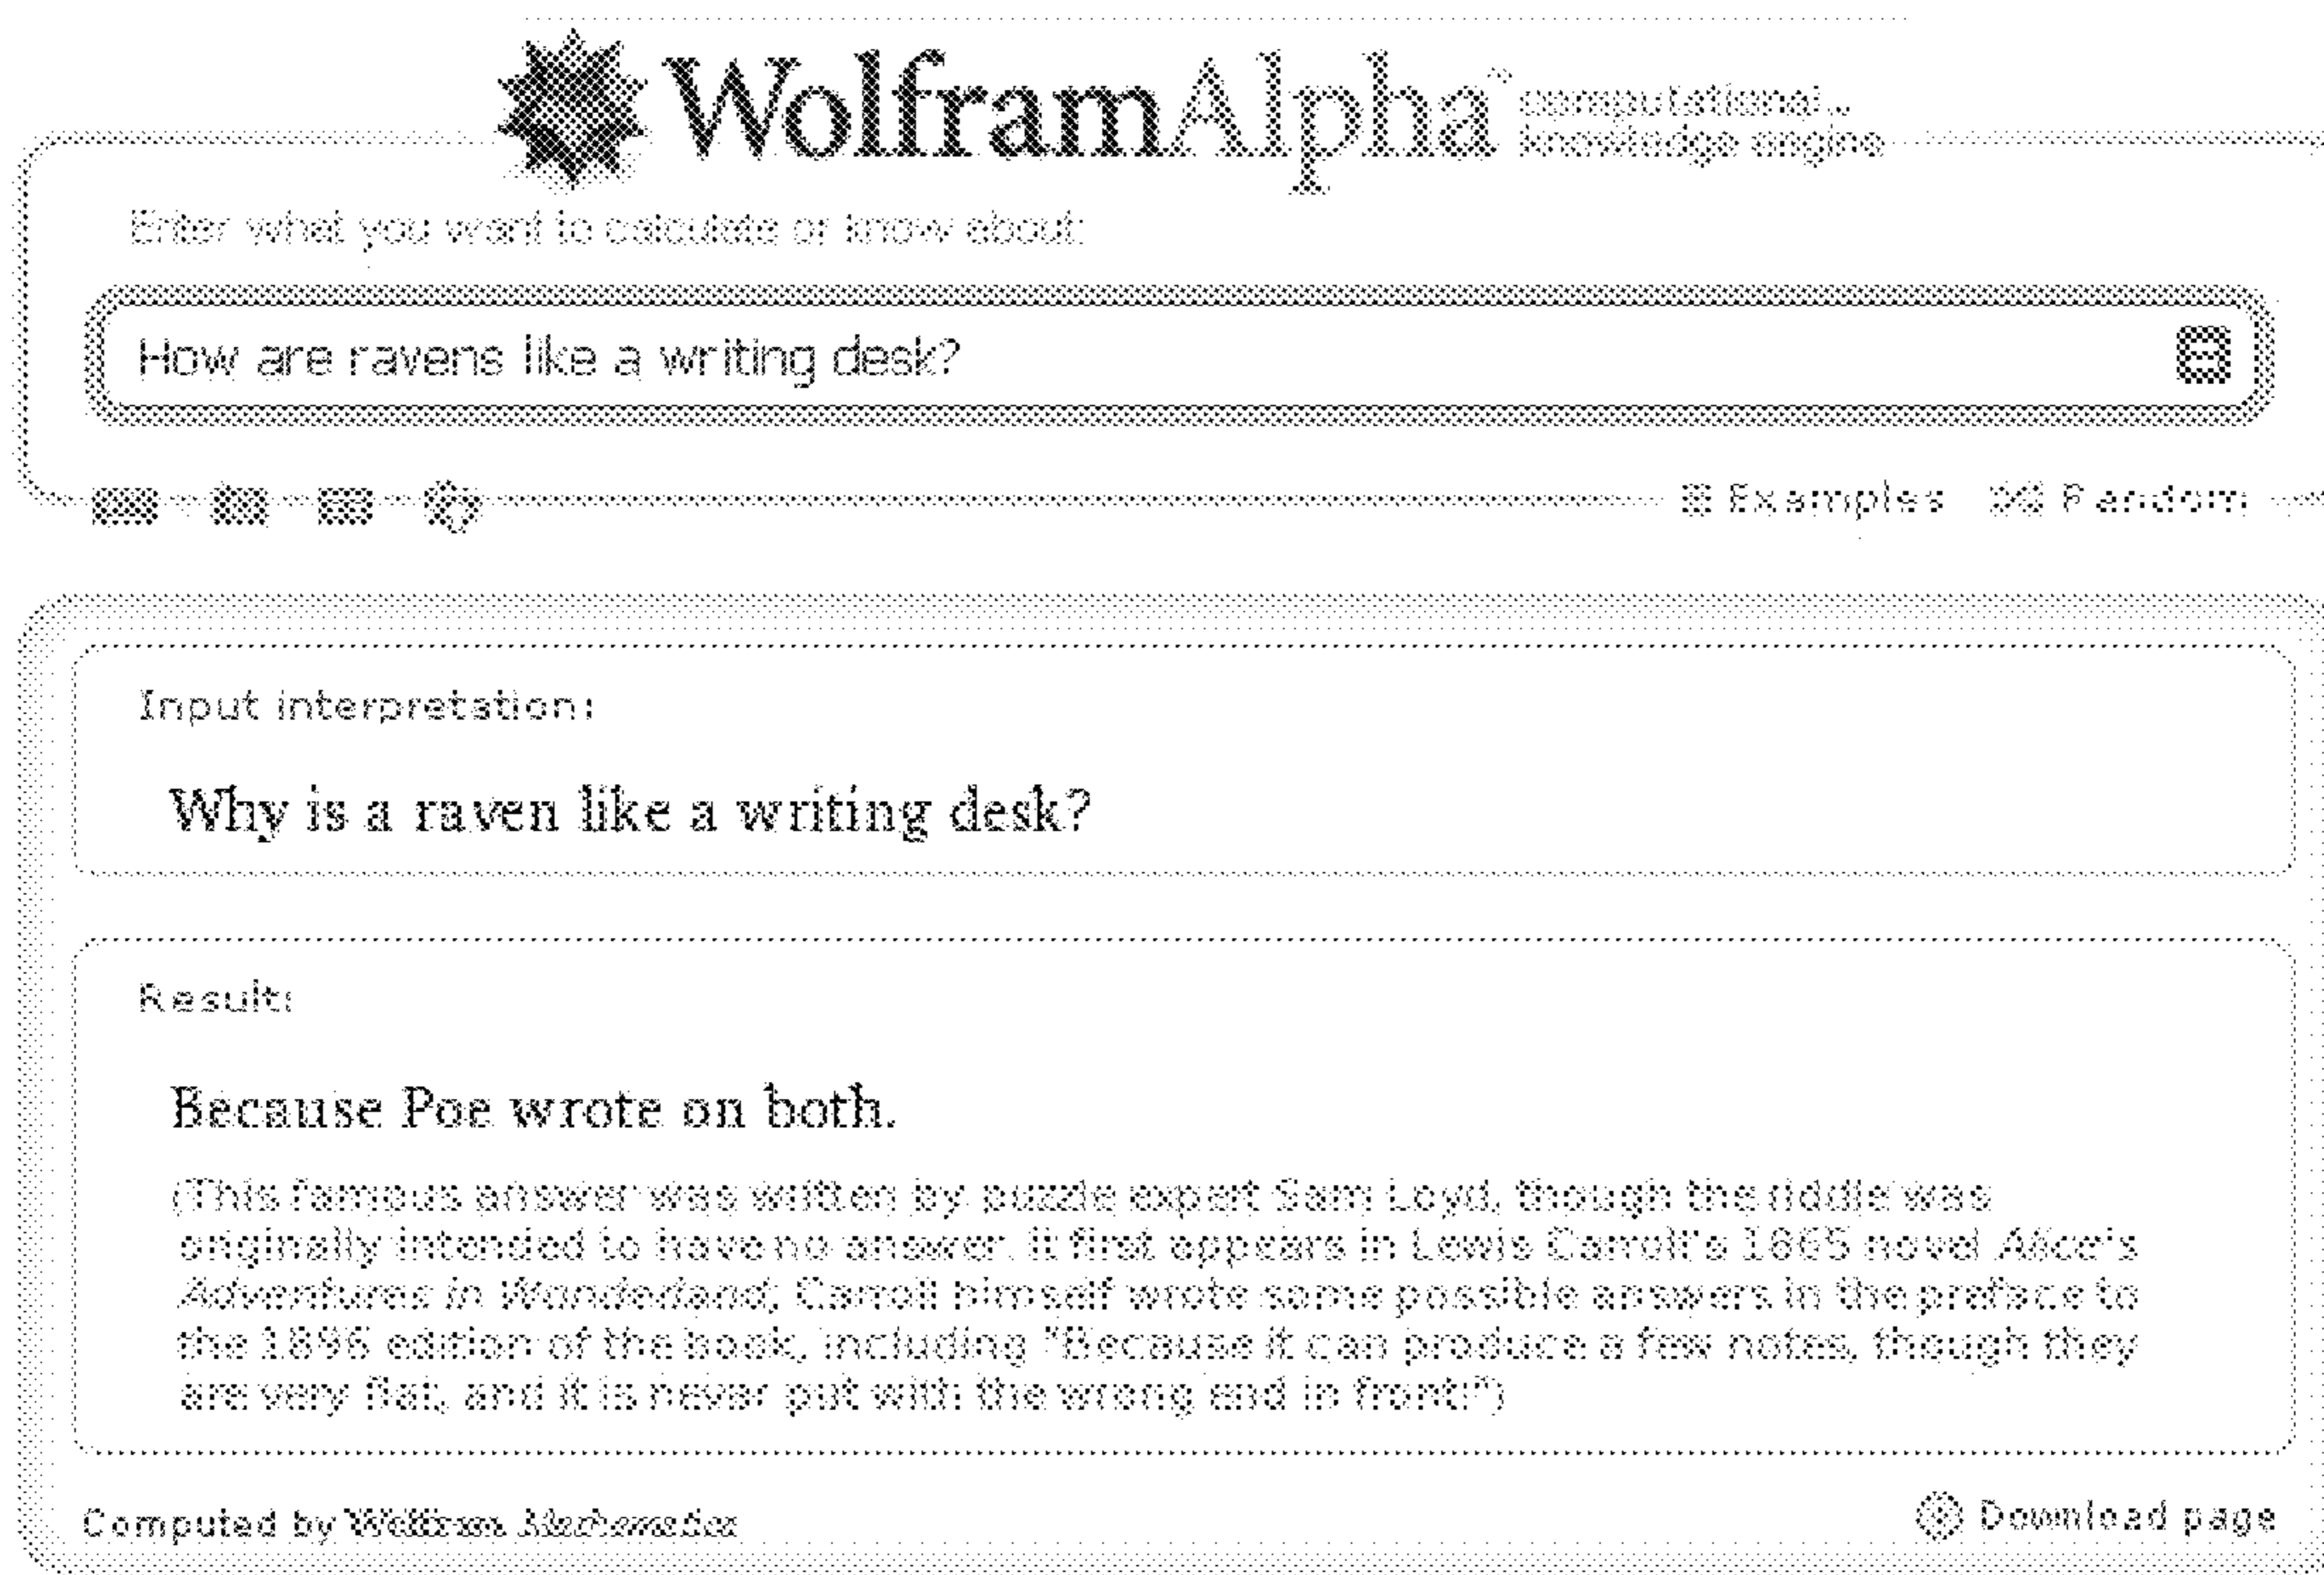 WolframAlpha™ computational..
knowledge engine
Enter what you want to calculate or know about:
How are ravens like a writing desk?
Examples Random
Input interpretation:
Why is a raven like a writing desk?
Result:
Because Poe wrote on both.
(This famous answer was written by puzzle expert Sam Loyd, though the riddle was
originally intended to have no answer. It first appears in Lewis Carroll's 1865 novel Alice's
Adventures in Wonderland; Carroll himself wrote some possible answers in the preface to
the 1896 edition of the book, including "Because it can produce a few notes, though they
are very flat; and it is never put with the wrong end in front!")
Computed by Wolfram Mathematica
Download page